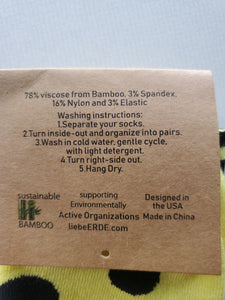 78% viscose from Bamboo, 3% Spandex,
16% Nylon and 3% Elastic
Washing instructions:
1.Separate your socks.
2.Turn inside-out and organize into pairs.
3.Wash in cold water, gentle cycle,
with light detergent.
4 Turn right-side out.
5.Hang Dry.
sustainable
BAMBOO
supporting
Environmentally
Active Organizations
liebeERDE.com
Designed in
the USA
Made in China